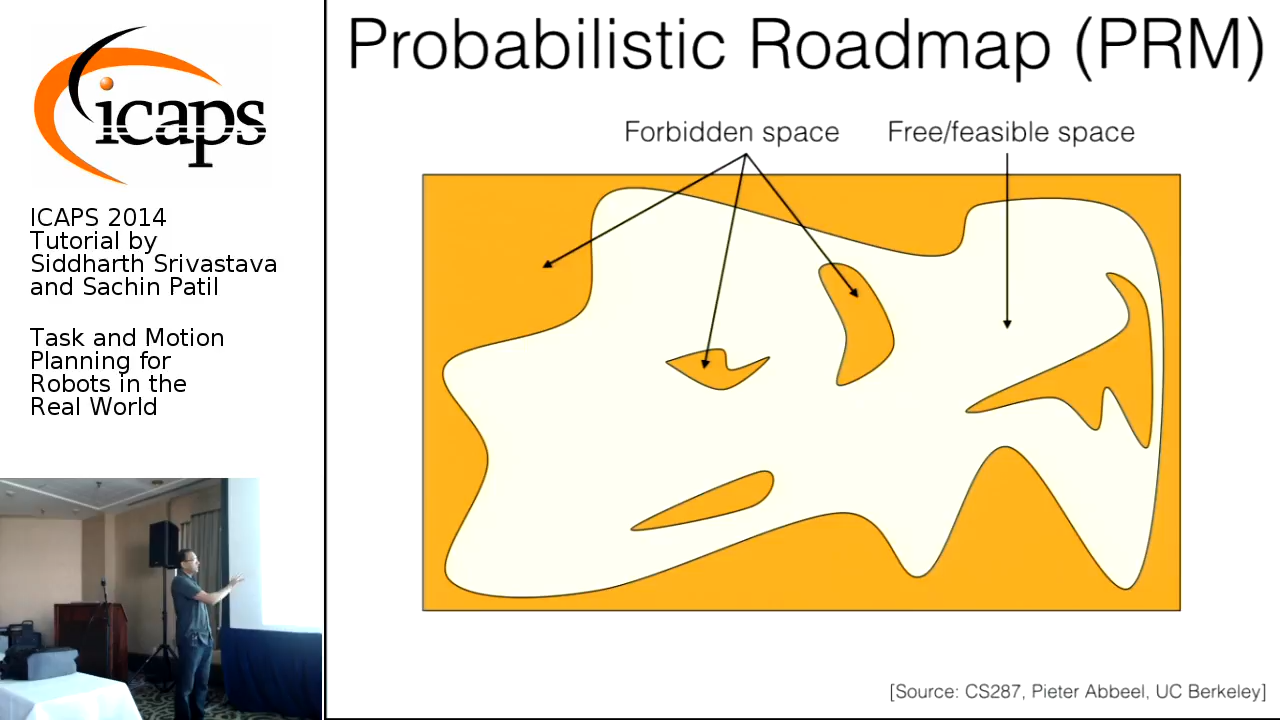 icaps
ICAPS 2014
Tutorial by
Siddharth Srivastava
and Sachin Patil
Task and Motion
Planning for
Robots in the
Real World
Probabilistic Roadmap (PRM)
Forbidden space
Free/feasible space
[Source: CS287, Pieter Abbeel, UC Berkeley]